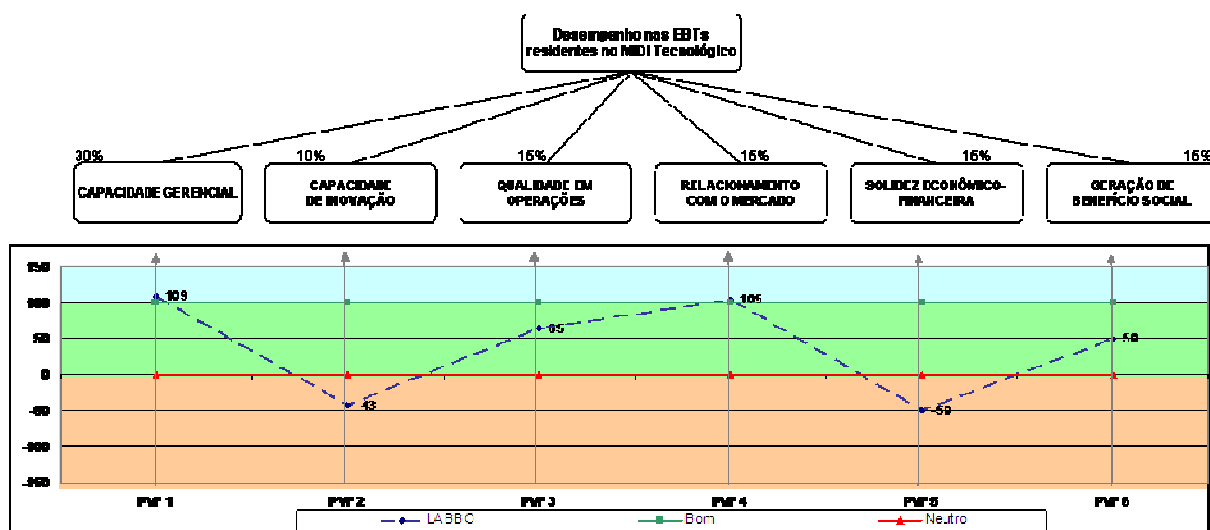 Desempenho nas EBTs
residentes no MIDI Tecnológico
30%
10%
15%
15%
15%
15%
CAPACIDADE GERENCIAL
CAPACIDADE
DE INOVAÇÃO
QUALIDADE EM
OPERAÇÕES
RELACIONAMENTO
COM O MERCADO
SOLIDEZ ECONÔMICO-
FINANCEIRA
GERAÇÃO DE
BENEFÍCIO SOCIAL
150
100
50
0
-50
-100
-150
109
-43
65
105
-50
50
PVF 1
PVF 2
PVF 3
PVF 4
PVF 5
PVF 6
Bom
Neutro